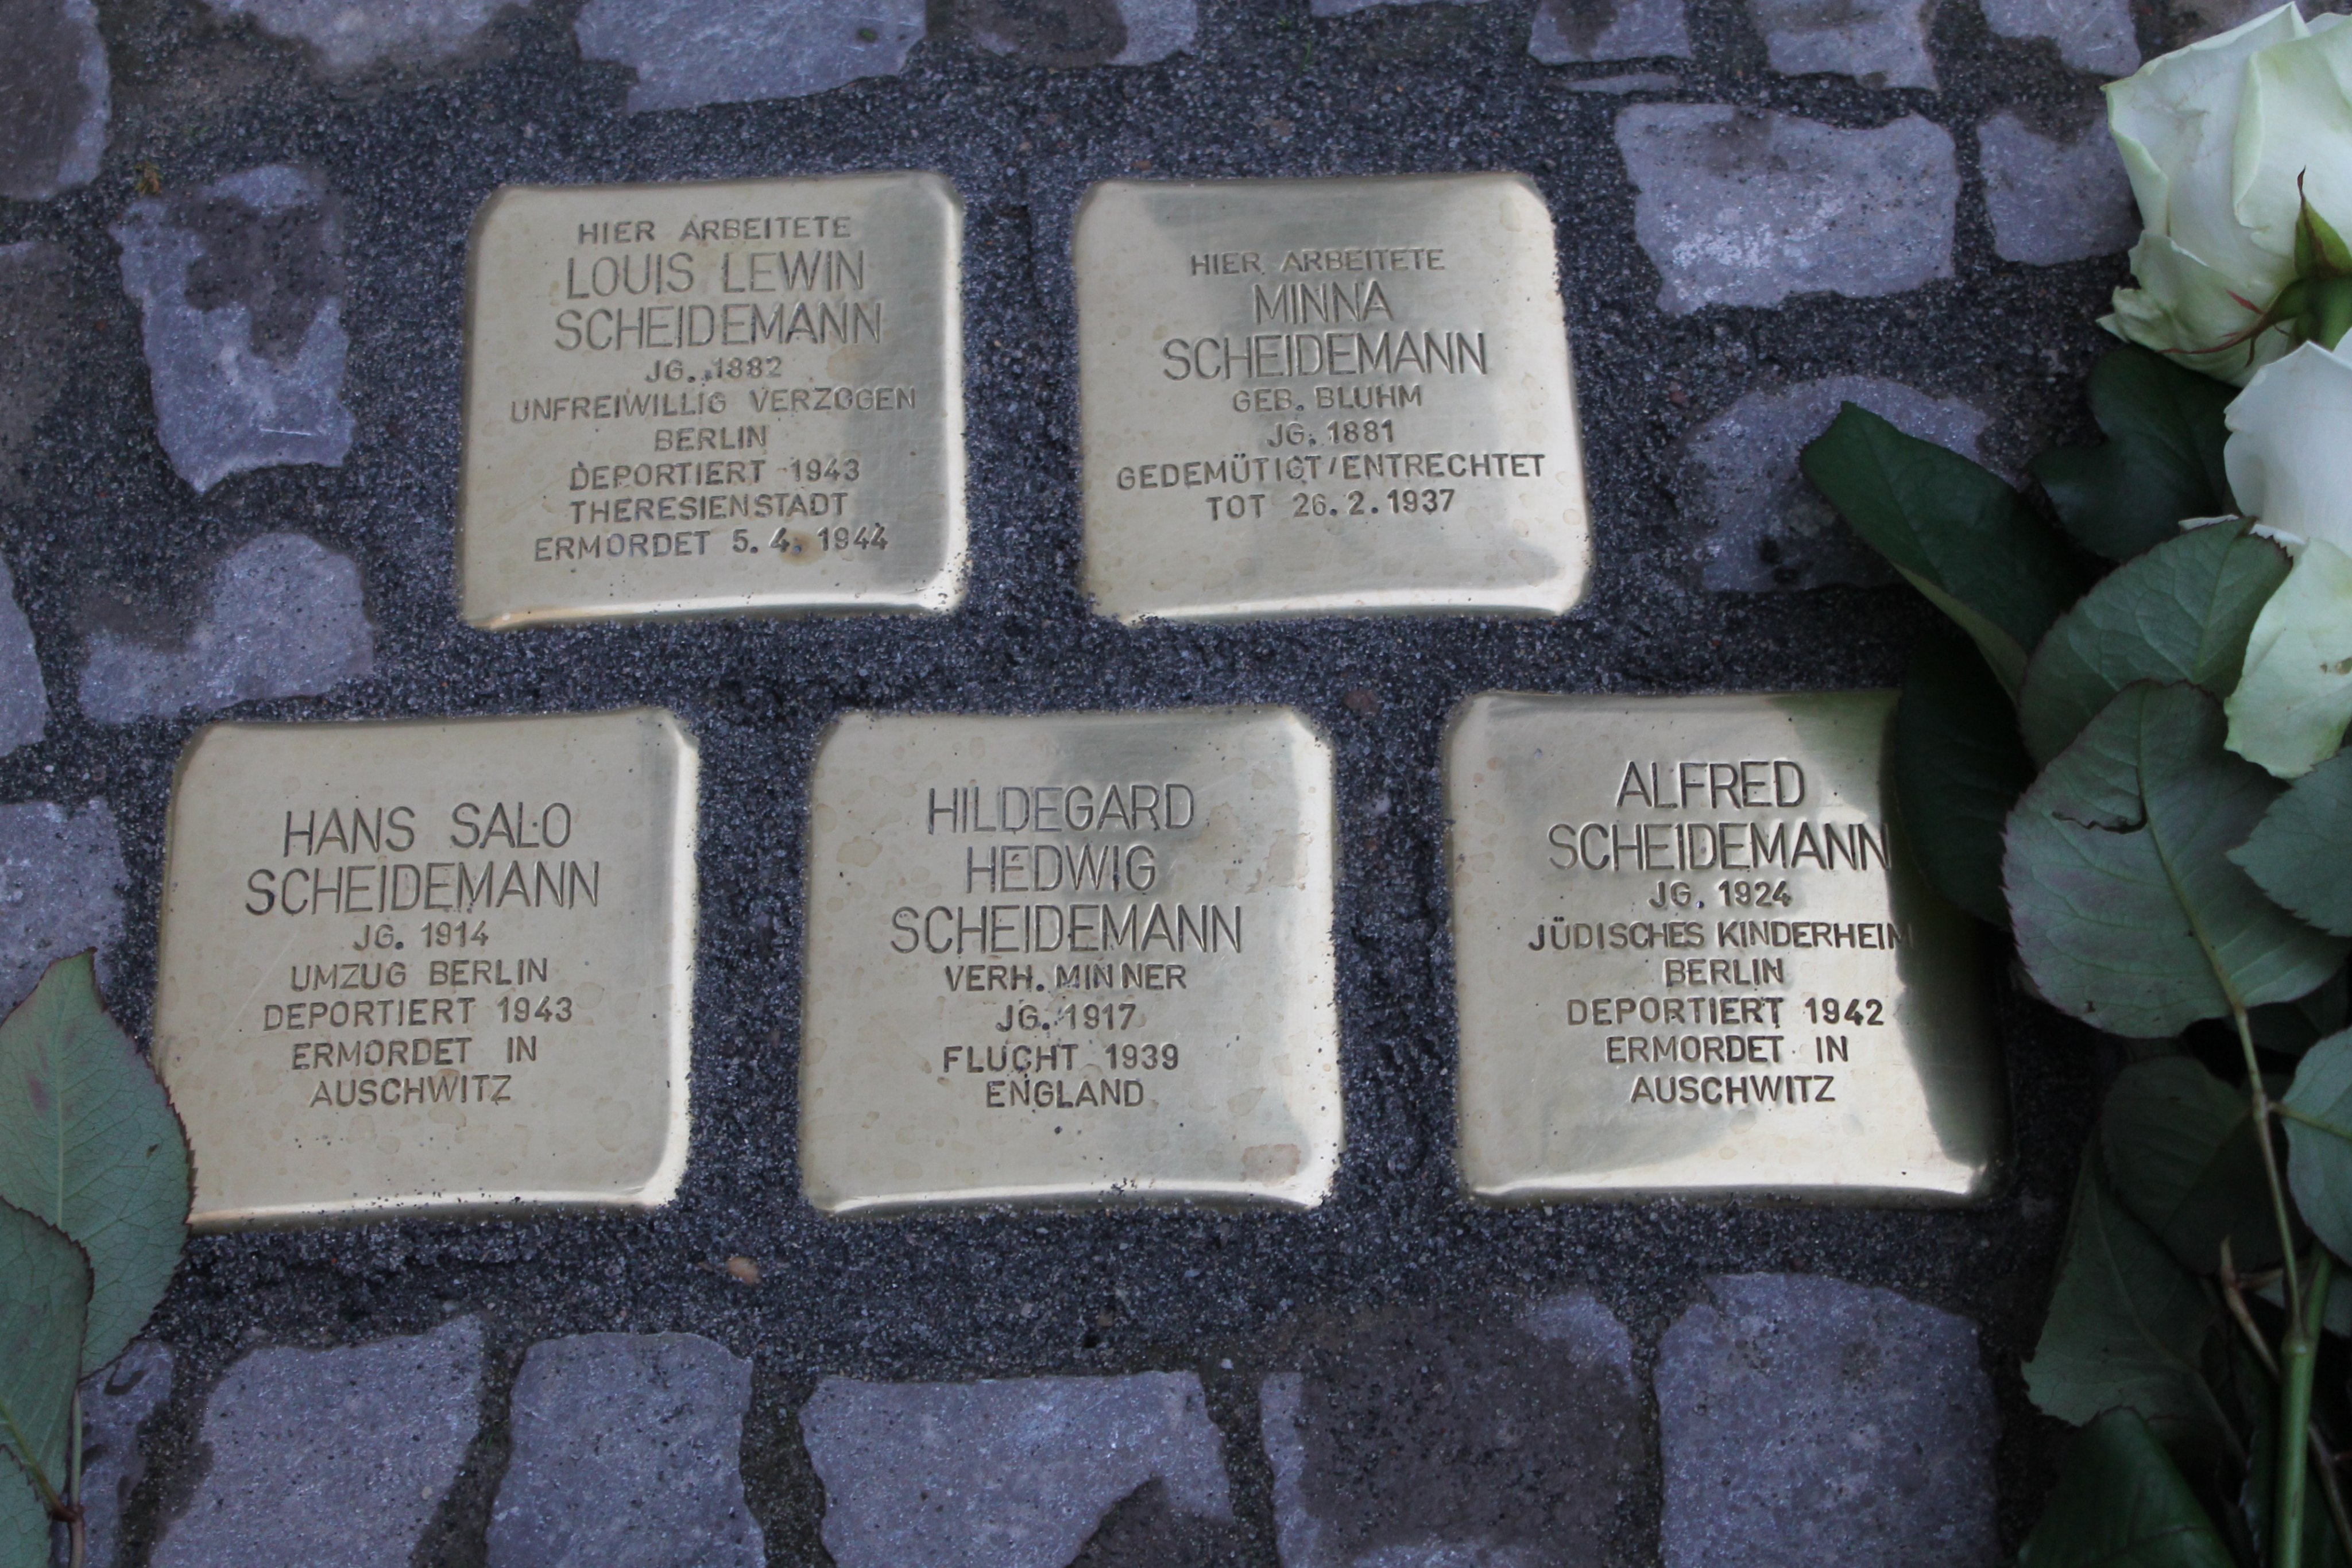 HIER ARBEITETE
LOUIS LEWIN
SCHEIDEMANN
JG. 1882
UNFREIWILLIG VERZOGEN
BERLIN
DEPORTIERT 1943
THERESIENSTADT
ERMORDET 5.4.1944
HIER ARBEITETE
MINNA
SCHEIDEMANN
GEB. BLUHM
JG. 1881
GEDEMÜTIGT/ENTRECHTET
TOT 26.2.1937
HANS SALO
SCHEIDEMANN
JG. 1914
UMZUG BERLIN
DEPORTIERT 1943
ERMORDET IN
AUSCHWITZ
HILDEGARD
HEDWIG
SCHEIDEMANN
VERH. MINNER
JG. 1917
FLUCHT 1939
ENGLAND
ALFRED
SCHEIDEMANN
JG. 1924
JÜDISCHES KINDERHEIM
BERLIN
DEPORTIERT 1942
ERMORDET IN
AUSCHWITZ